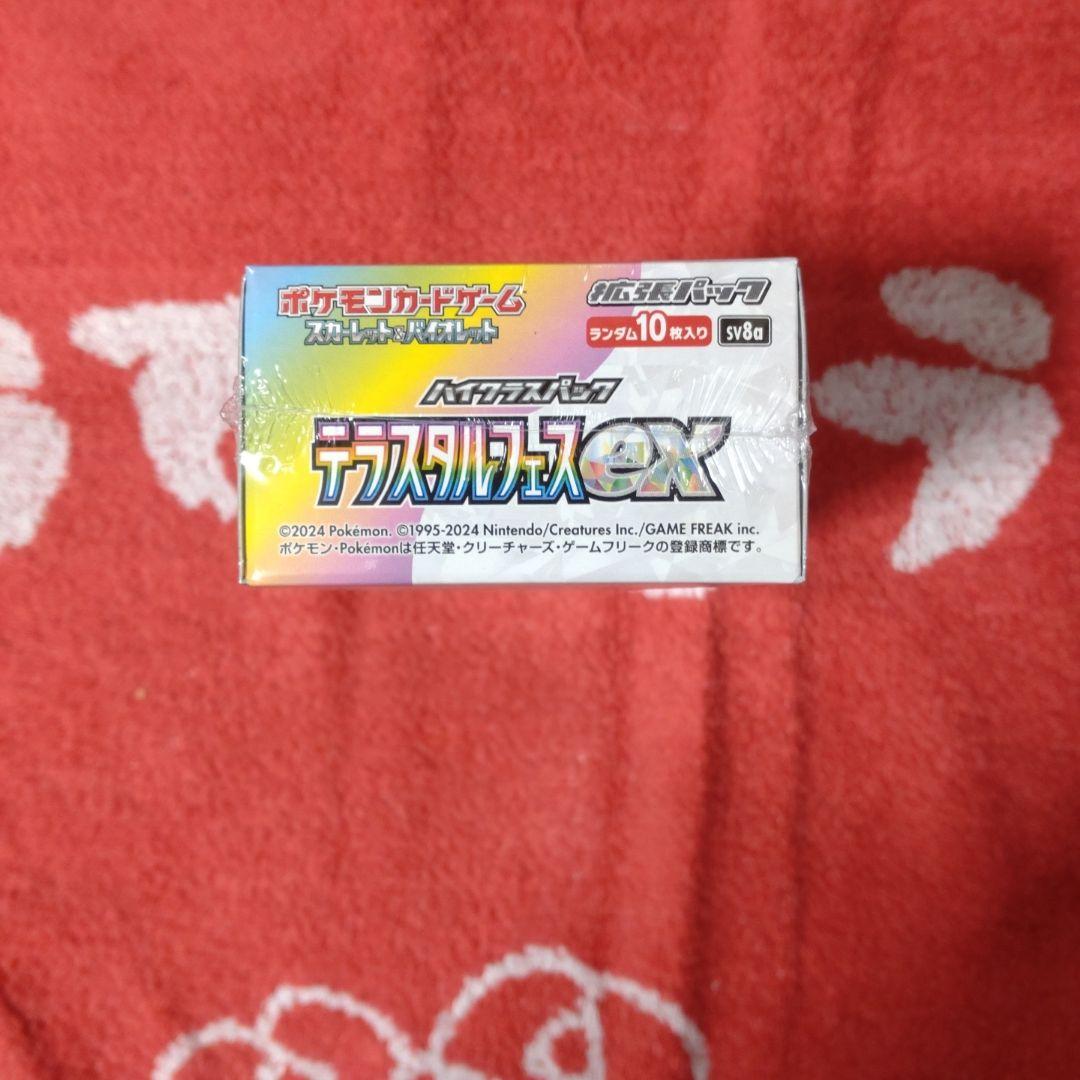 ポケモンカードゲーム
スカーレット&バイオレット
拡張パック
ランダム10枚入り sv8a
ハイクラスパック
テラスタルフェスex
©2024 Pokémon. ©1995-2024 Nintendo/Creatures Inc./GAME FREAK inc.
ポケモン・Pokémonは任天堂・クリーチャーズ・ゲームフリークの登録商標です。